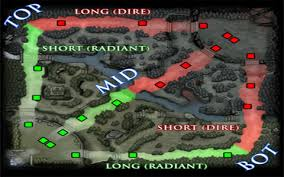 LONG (DIRE)
TOP
SHORT (RADIANT)
MID
SHORT (DIRE)
BOT
LONG (RADIANT)